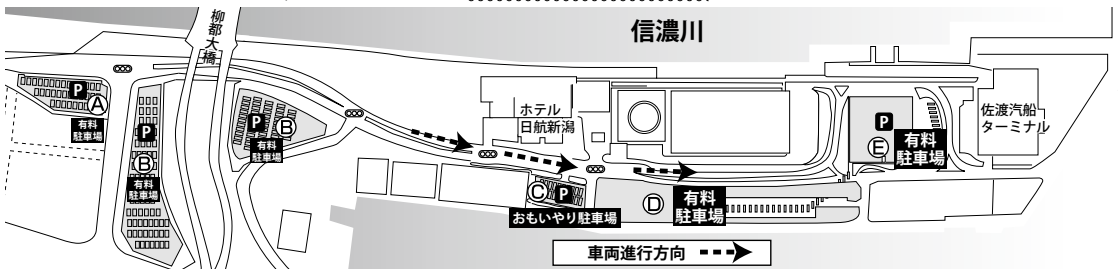 信濃川
柳都大橋
P
A
有料
駐車場
P
B
有料
駐車場
P
B
有料
駐車場
ホテル
日航新潟
C
P
おもいやり駐車場
D
有料
駐車場
P
E
有料
駐車場
佐渡汽船
ターミナル
車両進行方向